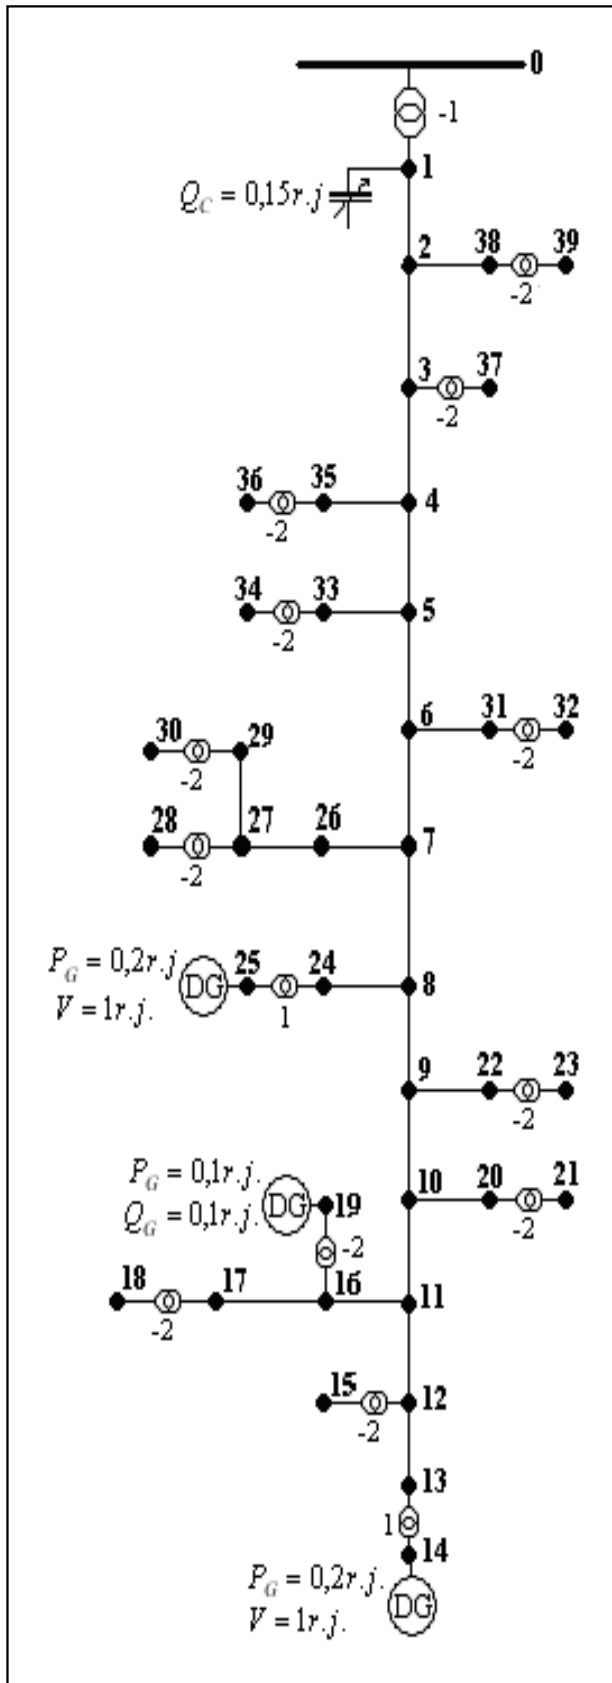 0
-1
1
Q_C = 0,15r.j
2 38 39
-2
3 37
-2
36 35 4
-2
34 33 5
-2
6 31 32
-2
30 29
-2
28 27 26 7
-2
P_G = 0,2r.j
V = 1r.j.
DG 25 24 8
1
9 22 23
-2
P_G = 0,1r.j.
Q_G = 0,1r.j.
DG 19
10 20 21
-2
-2
18 17 16 11
-2
15 12
-2
13
1
14
P_G = 0,2r.j.
V = 1r.j.
DG